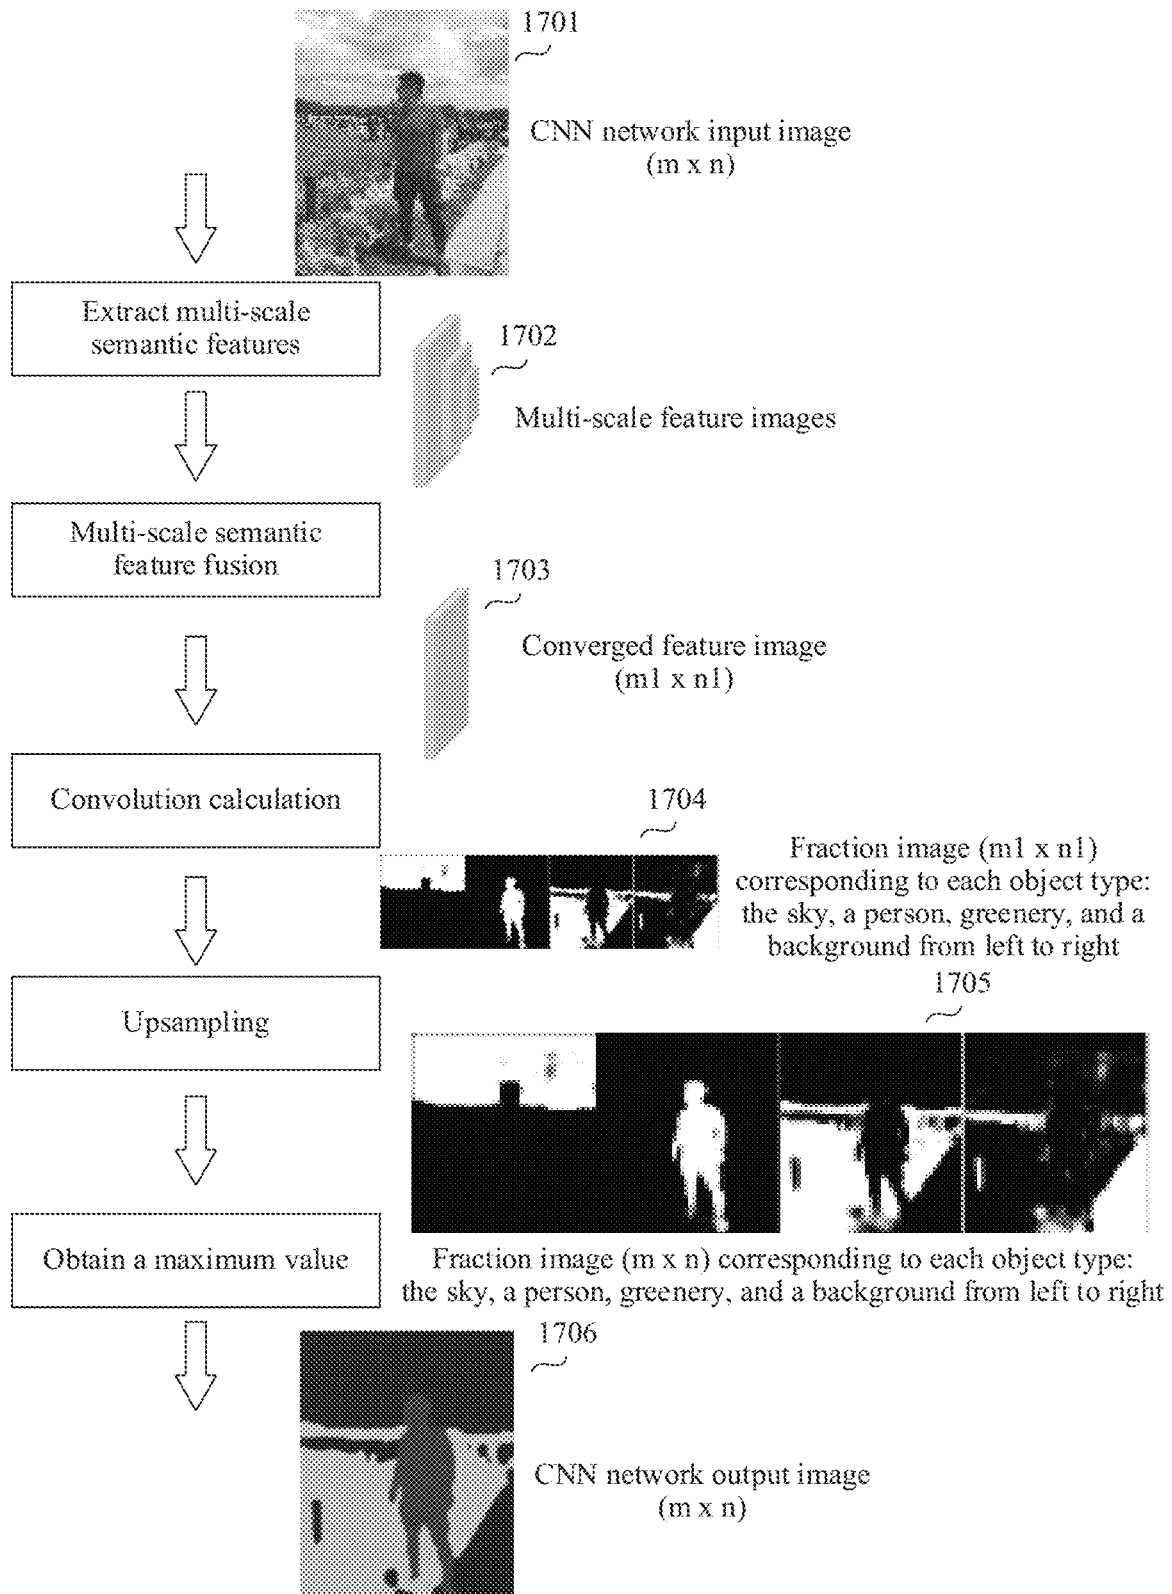 1701
CNN network input image
(m x n)
Extract multi-scale
semantic features
1702
Multi-scale feature images
Multi-scale semantic
feature fusion
1703
Converged feature image
(m1 x n1)
Convolution calculation
1704
Fraction image (m1 x n1)
corresponding to each object type:
the sky, a person, greenery, and a
background from left to right
Upsampling
1705
Obtain a maximum value
Fraction image (m x n) corresponding to each object type:
the sky, a person, greenery, and a background from left to right
1706
CNN network output image
(m x n)